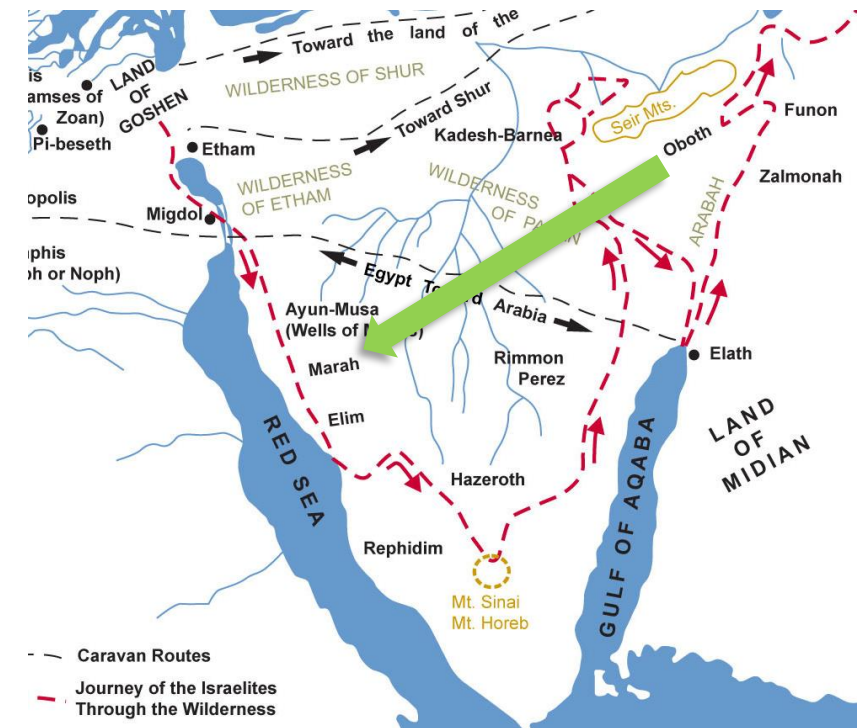 Toward the land of the
WILDERNESS OF SHUR
LAND
OF
GOSHEN
is
amses of
Zoan)
Pi-beseth
Etham
Toward Shur
Kadesh-Barnea
Seir Mts.
Oboth
Funon
Zalmonah
WILDERNESS
OF ETHAM
WILDERNESS
OF
ARABAH
opolis
Migdol
phis
ph or Noph)
Egypt
Arabia
Ayun-Musa
(Wells of
Marah
Elim
Rimmon
Perez
Elath
RED SEA
GULF OF AQABA
LAND
OF
MIDIAN
Hazeroth
Rephidim
Mt. Sinai
Mt. Horeb
Caravan Routes
Journey of the Israelites
Through the Wilderness